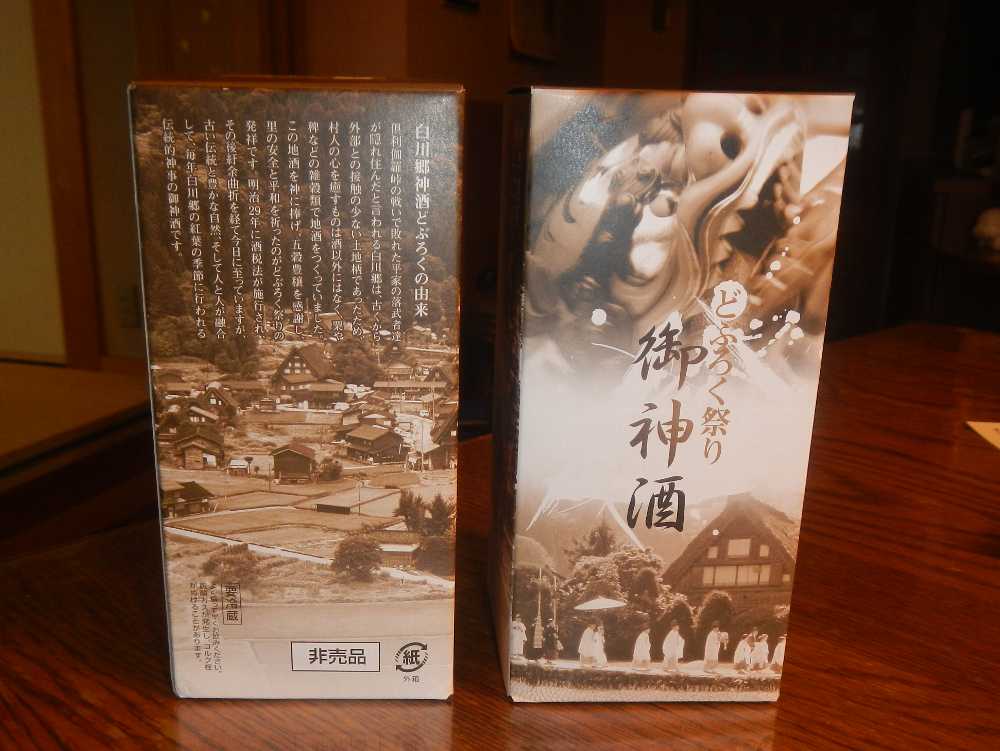 白川郷神酒どぶろくの由来
倶利伽羅峠の戦いで敗れた平家の落武者達
が隠れ住んだと言われる白川郷は、古くから
外部との接触の少ない土地柄であったため、
村人の心を癒すものは酒以外にはなく、粟や
稗などの雑穀類で地酒をつくっていました。
この地酒を神に捧げ、五穀豊穣を感謝し、
里の安全と平和を祈ったのがどぶろく祭りの
発祥です。明治29年に酒税法が施行され、
その後紆余曲折を経て今日に至っていますが、
古い伝統と豊かな自然、そして人と人が融合
して、毎年白川郷の紅葉の季節に行われる
伝統的神事の御神酒です。
要冷蔵
非売品
紙
外箱
どぶろく祭り
御神酒